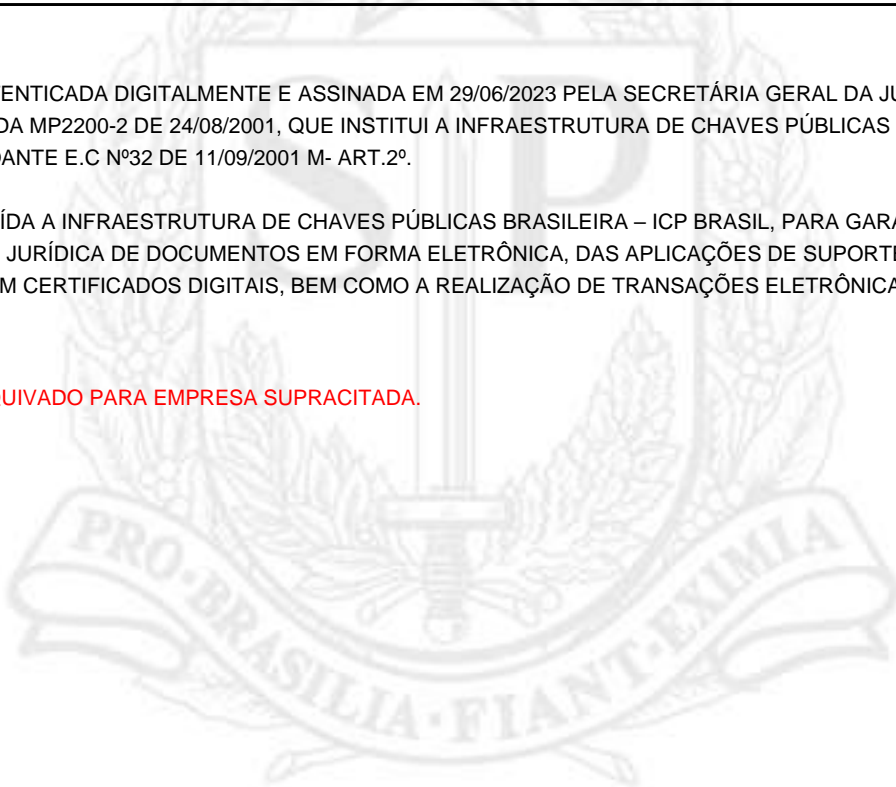 ENTICADA DIGITALMENTE E ASSINADA EM 29/06/2023 PELA SECRETÁRIA GERAL DA JU
DA MP2200-2 DE 24/08/2001, QUE INSTITUI A INFRAESTRUTURA DE CHAVES PÚBLICAS
DANTE E.C Nº32 DE 11/09/2001 M- ART.2º.
ÍDA A INFRAESTRUTURA DE CHAVES PÚBLICAS BRASILEIRA – ICP BRASIL, PARA GARA
JURÍDICA DE DOCUMENTOS EM FORMA ELETRÔNICA, DAS APLICAÇÕES DE SUPORTE
M CERTIFICADOS DIGITAIS, BEM COMO A REALIZAÇÃO DE TRANSAÇÕES ELETRÔNICA
UIVADO PARA EMPRESA SUPRACITADA.
SP
PRO·BRASILIA·FIANT·EXIMIA